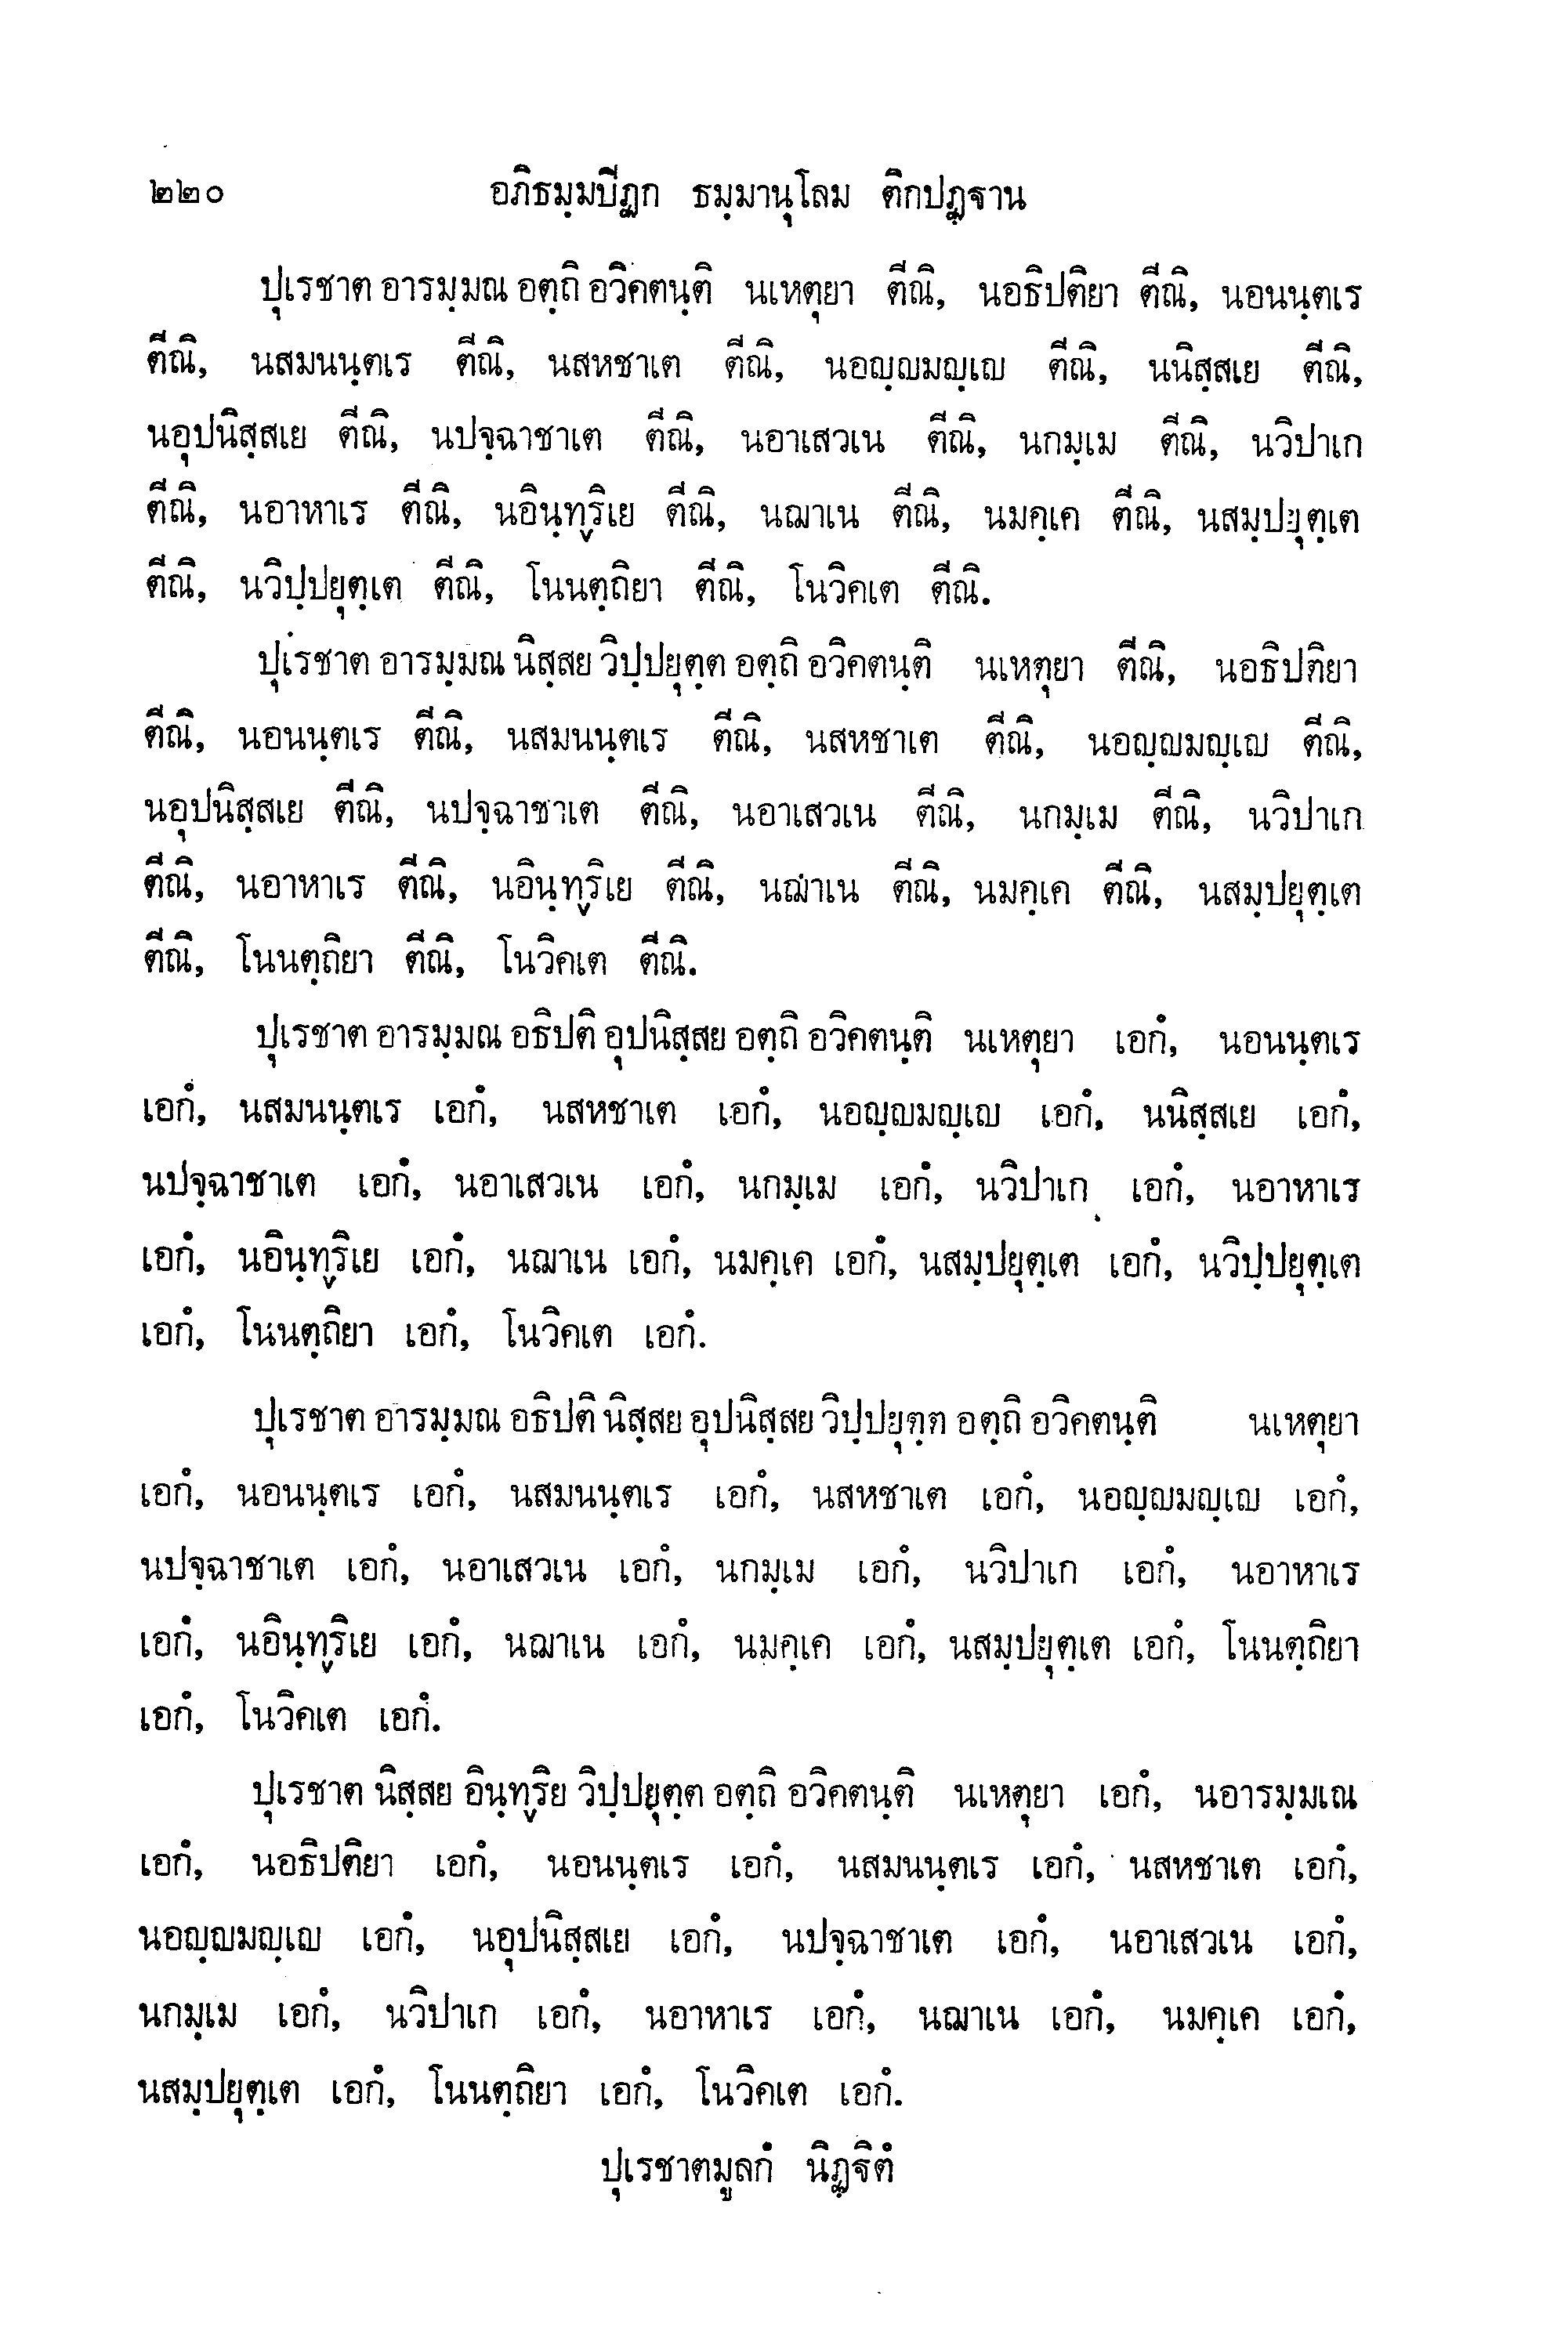 ๒๒๐ อภิธมฺมปีฏก ธมฺมานุโลม ติกปฏฺฐาน
ปุเรชาต อารมฺมณ อตฺถิ อวิคตนฺติ นเหตุยา ตีณิ, นอธิปติยา ตีณิ, นอนนฺตเร
ตีณิ, นสมนนฺตเร ตีณิ, นสหชาเต ตีณิ, นอญฺญมญฺเญ ตีณิ, นนิสฺสเย ตีณิ,
นอุปนิสฺสเย ตีณิ, นปจฺฉาชาเต ตีณิ, นอาเสวเน ตีณิ, นกมฺเม ตีณิ, นวิปาเก
ตีณิ, นอาหาเร ตีณิ, นอินฺทฺริเย ตีณิ, นฌาเน ตีณิ, นมคฺเค ตีณิ, นสมฺปยุตฺเต
ตีณิ, นวิปฺปยุตฺเต ตีณิ, โนนตฺถิยา ตีณิ, โนวิคเต ตีณิ.
ปุเรชาต อารมฺมณ นิสฺสย วิปฺปยุตฺต อตฺถิ อวิคตนฺติ นเหตุยา ตีณิ, นอธิปติยา
ตีณิ, นอนนฺตเร ตีณิ, นสมนนฺตเร ตีณิ, นสหชาเต ตีณิ, นอญฺญมญฺเญ ตีณิ,
นอุปนิสฺสเย ตีณิ, นปจฺฉาชาเต ตีณิ, นอาเสวเน ตีณิ, นกมฺเม ตีณิ, นวิปาเก
ตีณิ, นอาหาเร ตีณิ, นอินฺทฺริเย ตีณิ, นฌาเน ตีณิ, นมคฺเค ตีณิ, นสมฺปยุตฺเต
ตีณิ, โนนตฺถิยา ตีณิ, โนวิคเต ตีณิ.
ปุเรชาต อารมฺมณ อธิปติ อุปนิสฺสย อตฺถิ อวิคตนฺติ นเหตุยา เอกํ, นอนนฺตเร
เอกํ, นสมนนฺตเร เอกํ, นสหชาเต เอกํ, นอญฺญมญฺเญ เอกํ, นนิสฺสเย เอกํ,
นปจฺฉาชาเต เอกํ, นอาเสวเน เอกํ, นกมฺเม เอกํ, นวิปาเก เอกํ, นอาหาเร
เอกํ, นอินฺทฺริเย เอกํ, นฌาเน เอกํ, นมคฺเค เอกํ, นสมฺปยุตฺเต เอกํ, นวิปฺปยุตฺเต
เอกํ, โนนตฺถิยา เอกํ, โนวิคเต เอกํ.
ปุเรชาต อารมฺมณ อธิปติ นิสฺสย อุปนิสฺสย วิปฺปยุตฺต อตฺถิ อวิคตนฺติ นเหตุยา
เอกํ, นอนนฺตเร เอกํ, นสมนนฺตเร เอกํ, นสหชาเต เอกํ, นอญฺญมญฺเญ เอกํ,
นปจฺฉาชาเต เอกํ, นอาเสวเน เอกํ, นกมฺเม เอกํ, นวิปาเก เอกํ, นอาหาเร
เอกํ, นอินฺทฺริเย เอกํ, นฌาเน เอกํ, นมคฺเค เอกํ, นสมฺปยุตฺเต เอกํ, โนนตฺถิยา
เอกํ, โนวิคเต เอกํ.
ปุเรชาต นิสฺสย อินฺทฺริย วิปฺปยุตฺต อตฺถิ อวิคตนฺติ นเหตุยา เอกํ, นอารมฺมเณ
เอกํ, นอธิปติยา เอกํ, นอนนฺตเร เอกํ, นสมนนฺตเร เอกํ, นสหชาเต เอกํ,
นอญฺญมญฺเญ เอกํ, นอุปนิสฺสเย เอกํ, นปจฺฉาชาเต เอกํ, นอาเสวเน เอกํ,
นกมฺเม เอกํ, นวิปาเก เอกํ, นอาหาเร เอกํ, นฌาเน เอกํ, นมคฺเค เอกํ,
นสมฺปยุตฺเต เอกํ, โนนตฺถิยา เอกํ, โนวิคเต เอกํ.
ปุเรชาตมูลกํ นิฏฺฐิตํ